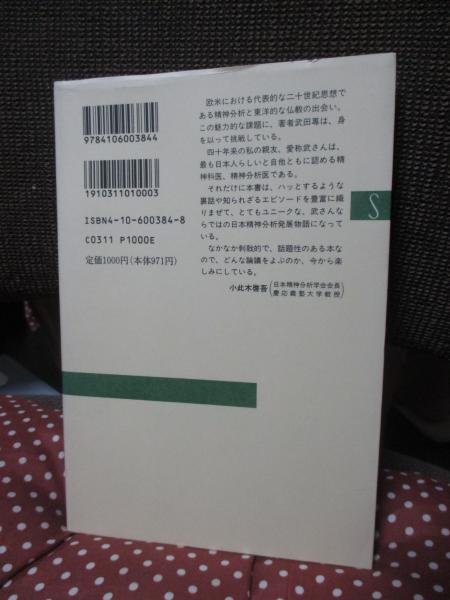 9784106003844
1910311010003
ISBN4-10-600384-8
C0311 P1000E
定価1000円(本体971円)
欧米における代表的な二十世紀思想で
ある精神分析と東洋的な仏教の出会い。
この魅力的な課題に、著者武田専は、身
を以って挑戦している。
四十年来の私の親友、愛称武さんは、
最も日本人らしいと自他ともに認める精
神科医、精神分析医である。
それだけに本書は、ハッとするような
裏話や知られざるエピソードを豊富に織
りまぜて、とてもユニークな、武さんな
らではの日本精神分析発展物語になって
いる。
なかなか刺戟的で、話題性のある本な
ので、どんな論議をよぶのか、今から楽
しみにしている。
小此木啓吾(日本精神分析学会会長
慶応義塾大学教授)
S